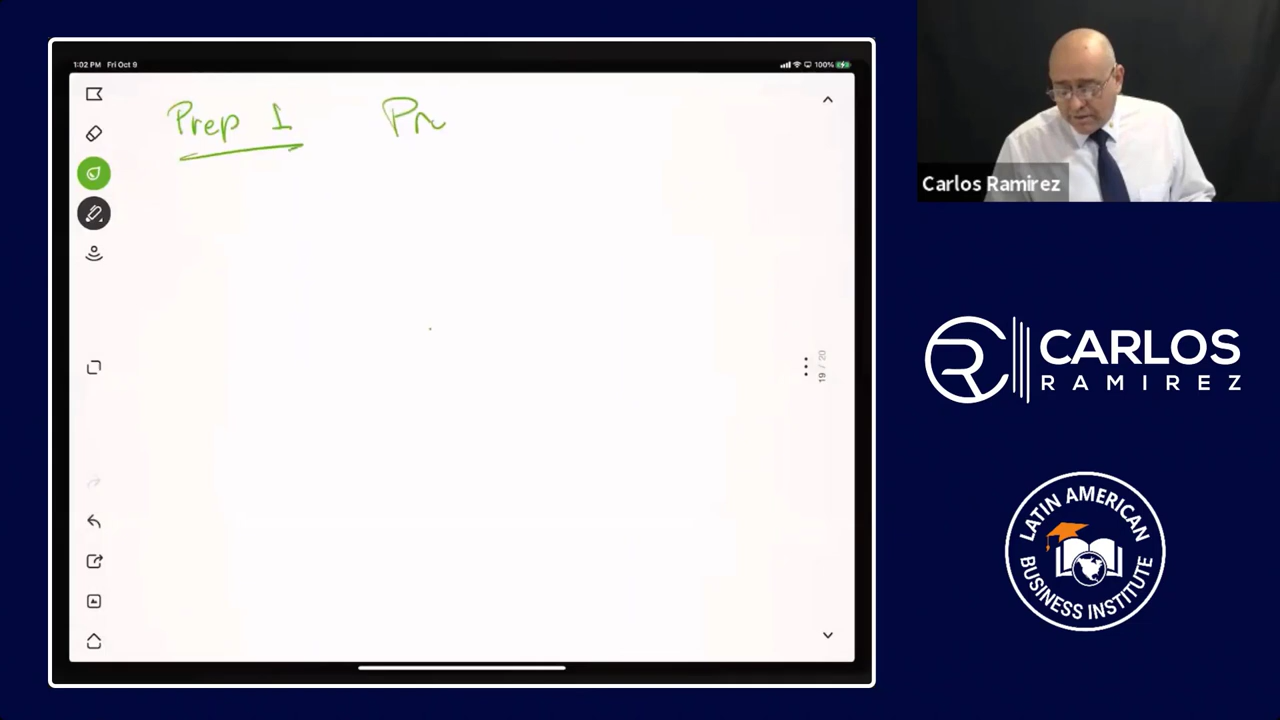 1:02 PM Fri Oct 9
100%
Prep 1 Pre
19 / 20
Carlos Ramirez
CARLOS
RAMIREZ
LATIN AMERICAN
BUSINESS INSTITUTE